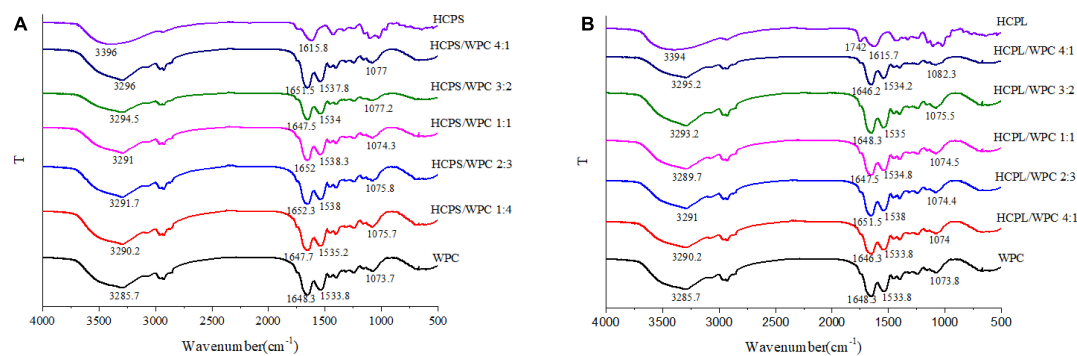 A
HCPS
3396
1615.8
HCPS/WPC 4:1
3296
1651.5
1537.8
1077
HCPS/WPC 3:2
3294.5
1647.5
1534
1077.2
HCPS/WPC 1:1
3291
1652
1538.3
1074.3
HCPS/WPC 2:3
3291.7
1652.3
1538
1075.8
HCPS/WPC 1:4
3290.2
1647.7
1535.2
1075.7
WPC
3285.7
1648.3
1533.8
1073.7
T
4000 3500 3000 2500 2000 1500 1000 500
Wavenumber(cm⁻¹)
B
HCPL
3394
1742
1615.7
HCPL/WPC 4:1
3295.2
1646.2
1534.2
1082.3
HCPL/WPC 3:2
3293.2
1648.3
1535
1075.5
HCPL/WPC 1:1
3289.7
1647.5
1534.8
1074.5
HCPL/WPC 2:3
3291
1651.5
1538
1074.4
HCPL/WPC 4:1
3290.2
1646.3
1533.8
1074
WPC
3285.7
1648.3
1533.8
1073.8
T
4000 3500 3000 2500 2000 1500 1000 500
Wavenumber(cm⁻¹)